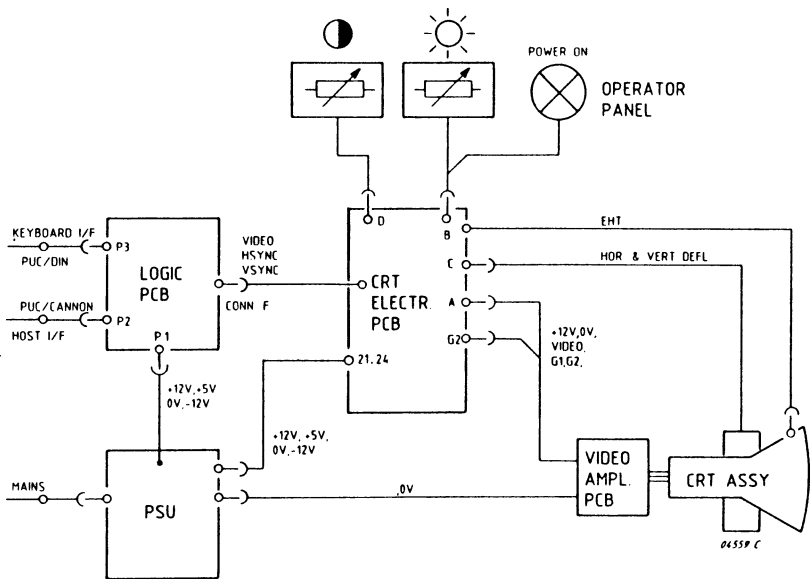 POWER ON
OPERATOR
PANEL
D
B
EHT
KEYBOARD I/F
P3
PUC/DIN
LOGIC
PCB
VIDEO
HSYNC
VSYNC
CONN F
CRT
ELECTR.
PCB
C
HOR & VERT DEFL
A
PUC/CANNON
P2
HOST I/F
P1
G2
+12V,0V,
VIDEO,
G1,G2,
21.24
+12V,+5V
0V,-12V
+12V, +5V,
0V,-12V
MAINS
PSU
,0V
VIDEO
AMPL.
PCB
CRT ASSY
04559 C